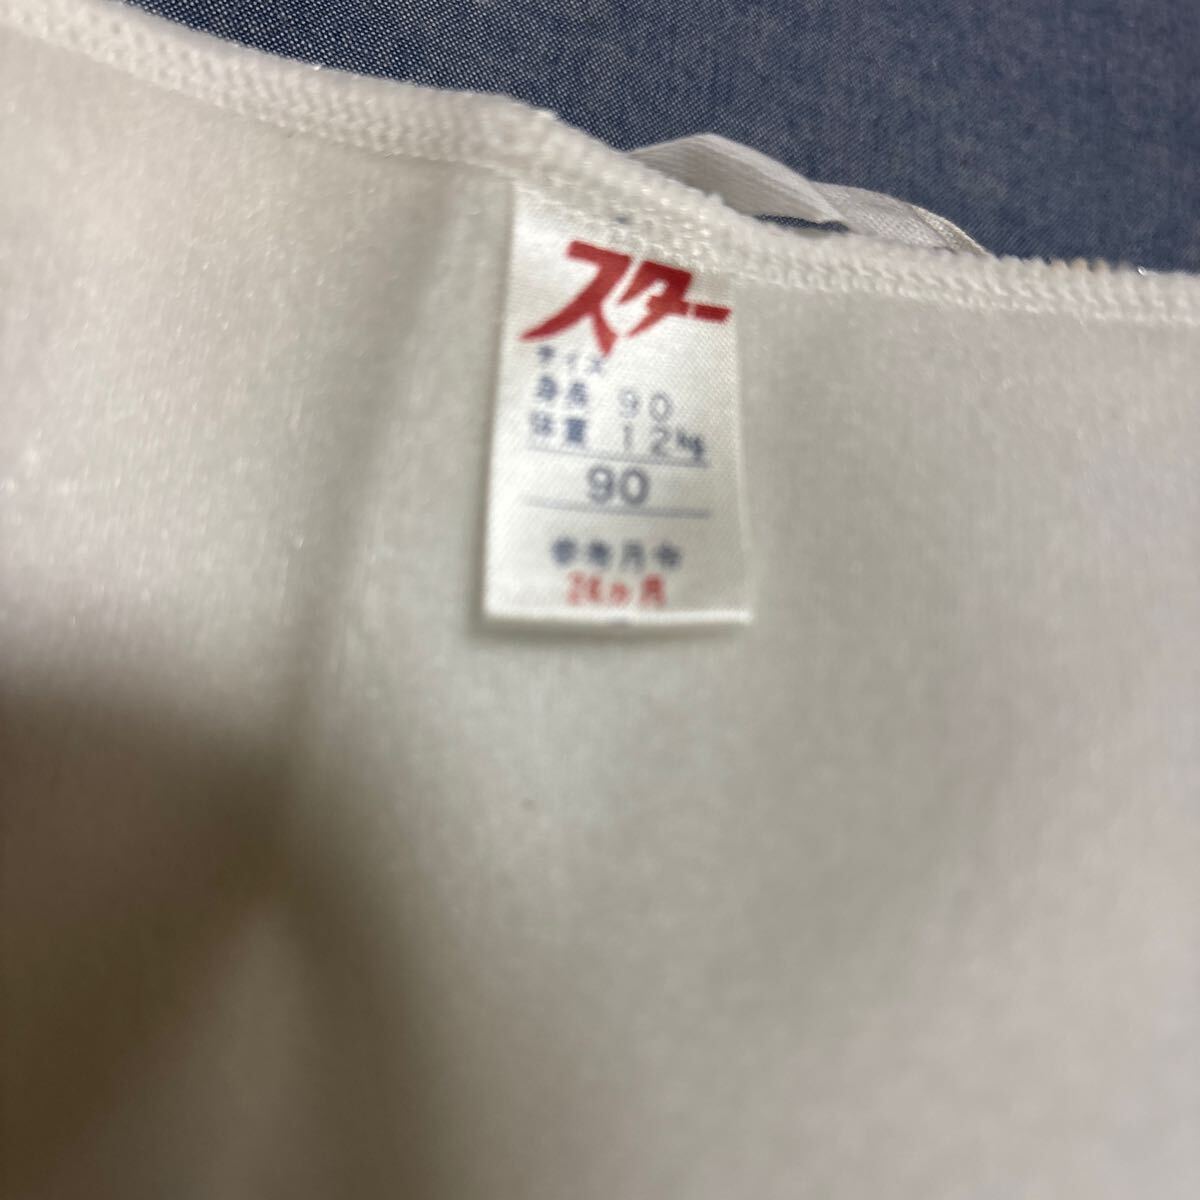 スター
サイズ
身長 90
体重 12kg
90
参考月令
24ヵ月